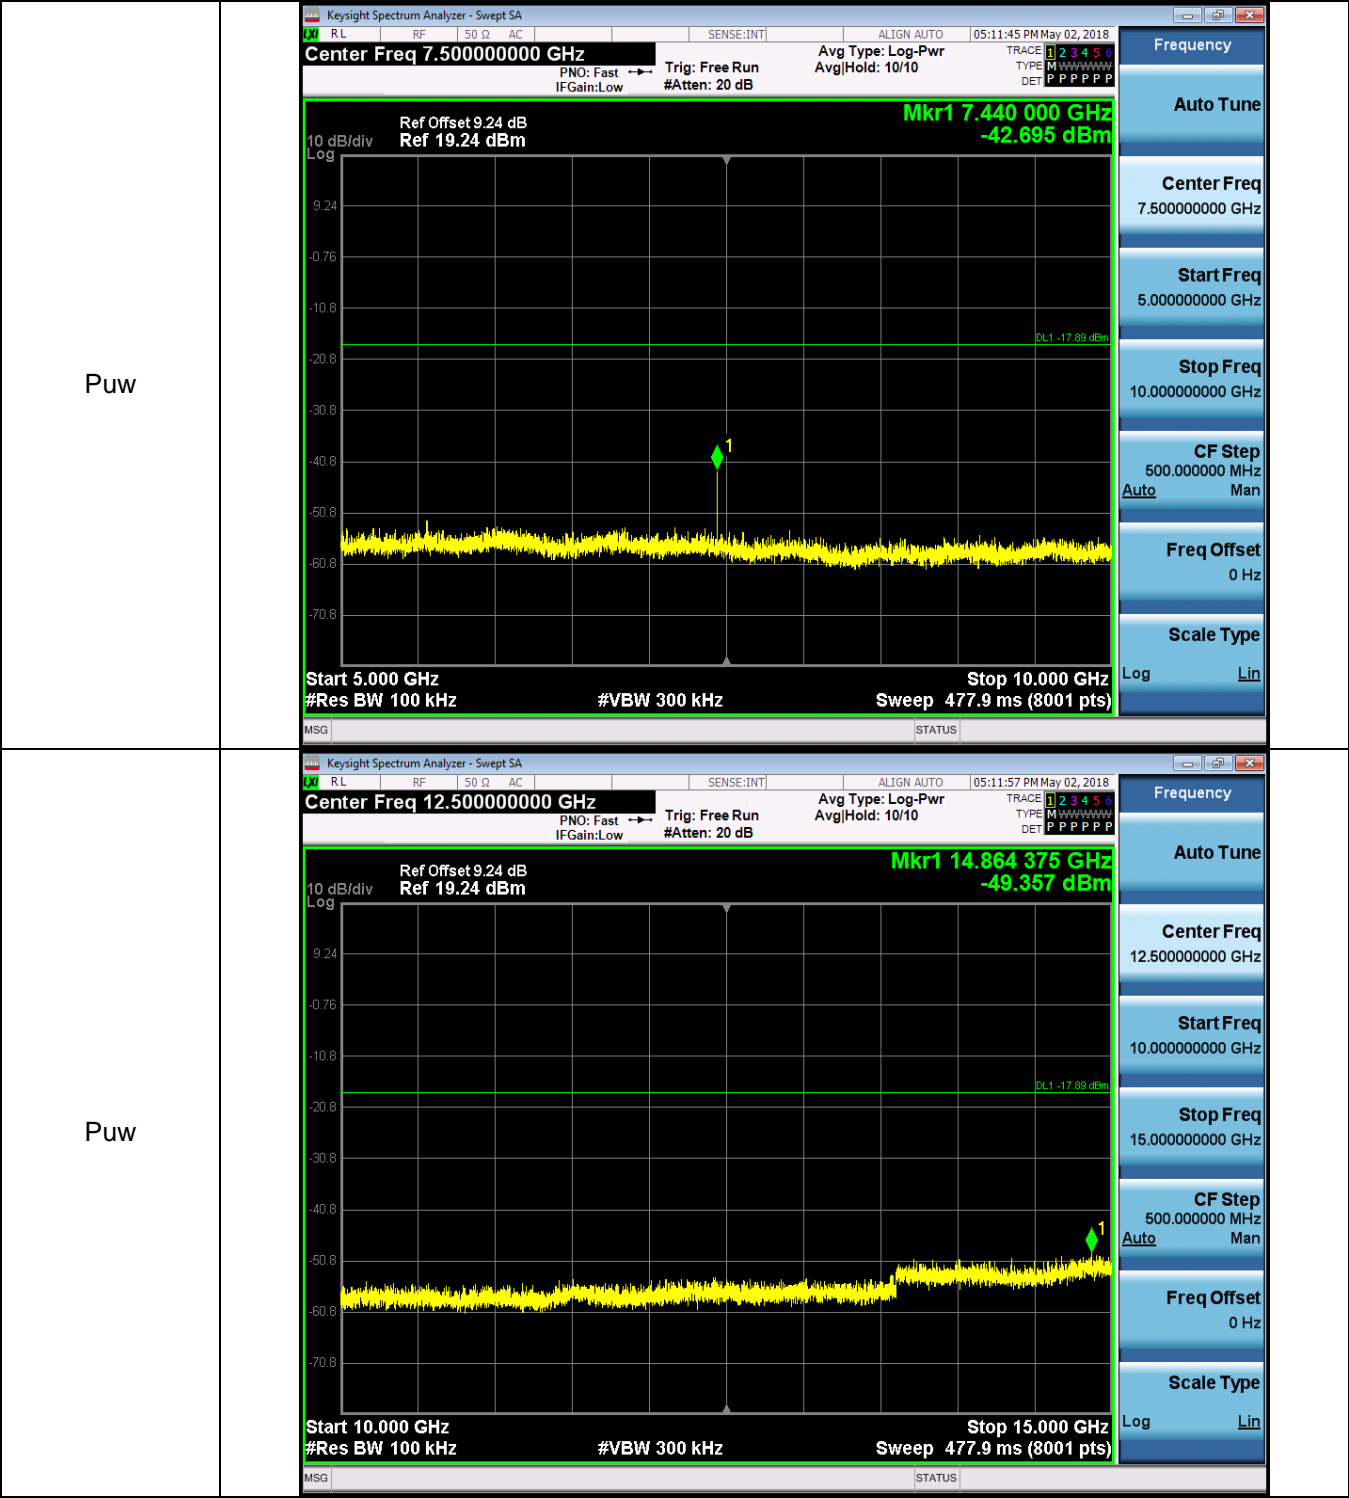 Puw
Keysight Spectrum Analyzer - Swept SA
LXI RL RF 50 Ω AC SENSE:INT ALIGN AUTO 05:11:45 PM May 02, 2018
Center Freq 7.500000000 GHz
PNO: Fast
IFGain:Low
Trig: Free Run
#Atten: 20 dB
Avg Type: Log-Pwr
Avg|Hold: 10/10
TRACE 1 2 3 4 5 6
TYPE M WWWWW
DET P P P P P P
Mkr1 7.440 000 GHz
-42.695 dBm
Ref Offset 9.24 dB
10 dB/div Ref 19.24 dBm
Log
9.24
-0.76
-10.8
DL1 -17.89 dBm
-20.8
-30.8
1
-40.8
-50.8
-60.8
-70.8
Start 5.000 GHz Stop 10.000 GHz
#Res BW 100 kHz #VBW 300 kHz Sweep 477.9 ms (8001 pts)
MSG STATUS
Frequency
Auto Tune
Center Freq
7.500000000 GHz
Start Freq
5.000000000 GHz
Stop Freq
10.000000000 GHz
CF Step
500.000000 MHz
Auto Man
Freq Offset
0 Hz
Scale Type
Log Lin
Puw
Keysight Spectrum Analyzer - Swept SA
LXI RL RF 50 Ω AC SENSE:INT ALIGN AUTO 05:11:57 PM May 02, 2018
Center Freq 12.500000000 GHz
PNO: Fast
IFGain:Low
Trig: Free Run
#Atten: 20 dB
Avg Type: Log-Pwr
Avg|Hold: 10/10
TRACE 1 2 3 4 5 6
TYPE M WWWWW
DET P P P P P P
Mkr1 14.864 375 GHz
-49.357 dBm
Ref Offset 9.24 dB
10 dB/div Ref 19.24 dBm
Log
9.24
-0.76
-10.8
DL1 -17.89 dBm
-20.8
-30.8
-40.8
1
-50.8
-60.8
-70.8
Start 10.000 GHz Stop 15.000 GHz
#Res BW 100 kHz #VBW 300 kHz Sweep 477.9 ms (8001 pts)
MSG STATUS
Frequency
Auto Tune
Center Freq
12.500000000 GHz
Start Freq
10.000000000 GHz
Stop Freq
15.000000000 GHz
CF Step
500.000000 MHz
Auto Man
Freq Offset
0 Hz
Scale Type
Log Lin